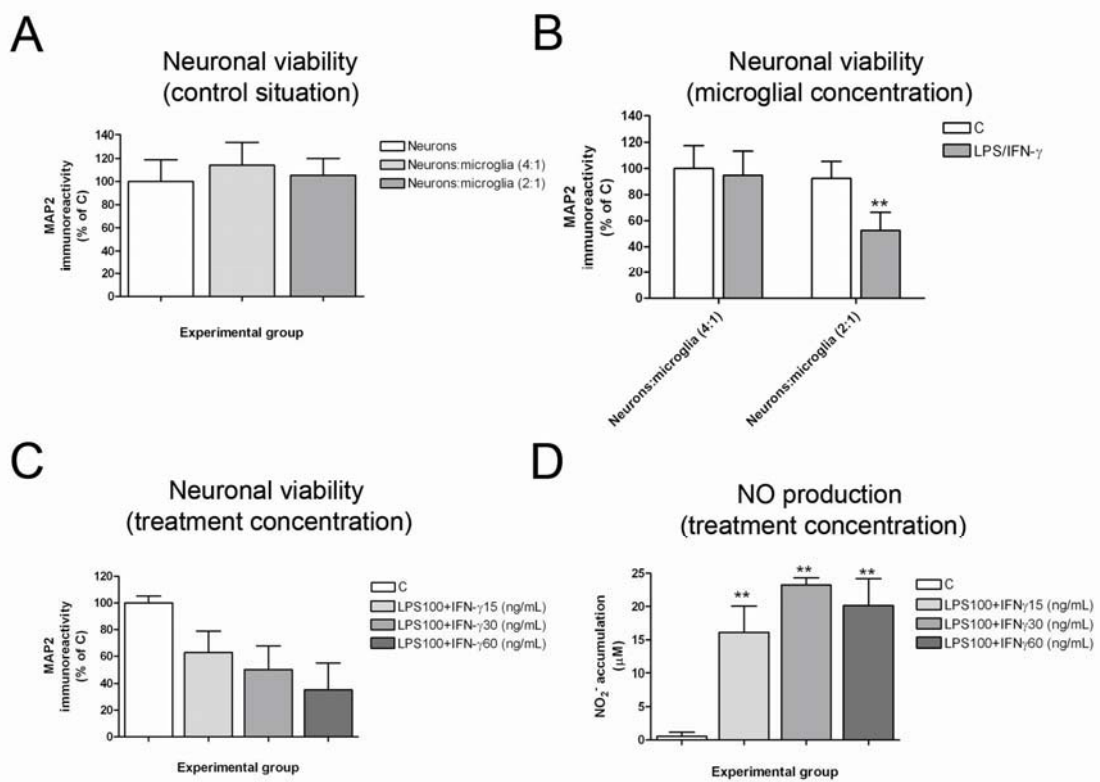 A
Neuronal viability
(control situation)
MAP2
immunoreactivity
(% of C)
140
120
100
80
60
40
20
0
Neurons
Neurons:microglia (4:1)
Neurons:microglia (2:1)
Experimental group
B
Neuronal viability
(microglial concentration)
MAP2
immunoreactivity
(% of C)
140
120
100
80
60
40
20
0
**
C
LPS/IFN-γ
Neurons:microglia (4:1)
Neurons:microglia (2:1)
C
Neuronal viability
(treatment concentration)
MAP2
immunoreactivity
(% of C)
120
100
80
60
40
20
0
C
LPS100+IFN-γ15 (ng/mL)
LPS100+IFN-γ30 (ng/mL)
LPS100+IFN-γ60 (ng/mL)
Experimental group
D
NO production
(treatment concentration)
NO₂⁻ accumulation
(μM)
25
20
15
10
5
0
**
**
**
C
LPS100+IFNγ15 (ng/mL)
LPS100+IFNγ30 (ng/mL)
LPS100+IFNγ60 (ng/mL)
Experimental group